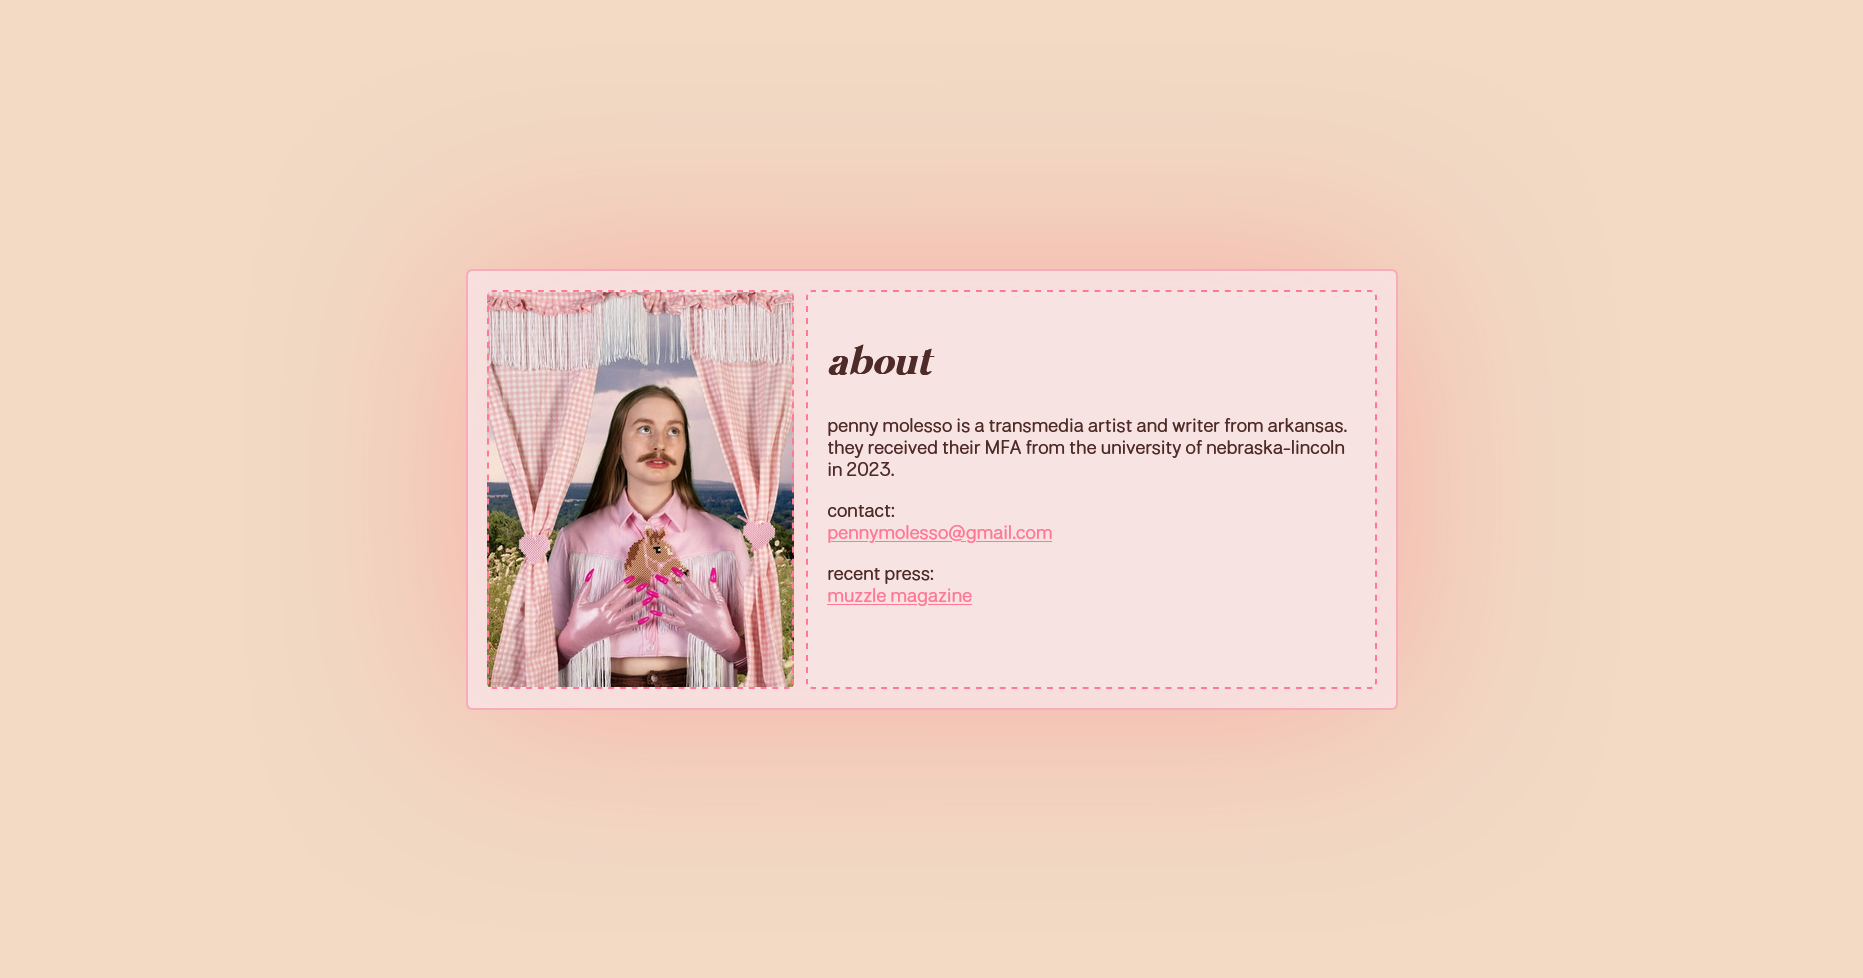 about
penny molesso is a transmedia artist and writer from arkansas.
they received their MFA from the university of nebraska-lincoln
in 2023.
contact:
pennymolesso@gmail.com
recent press:
muzzle magazine